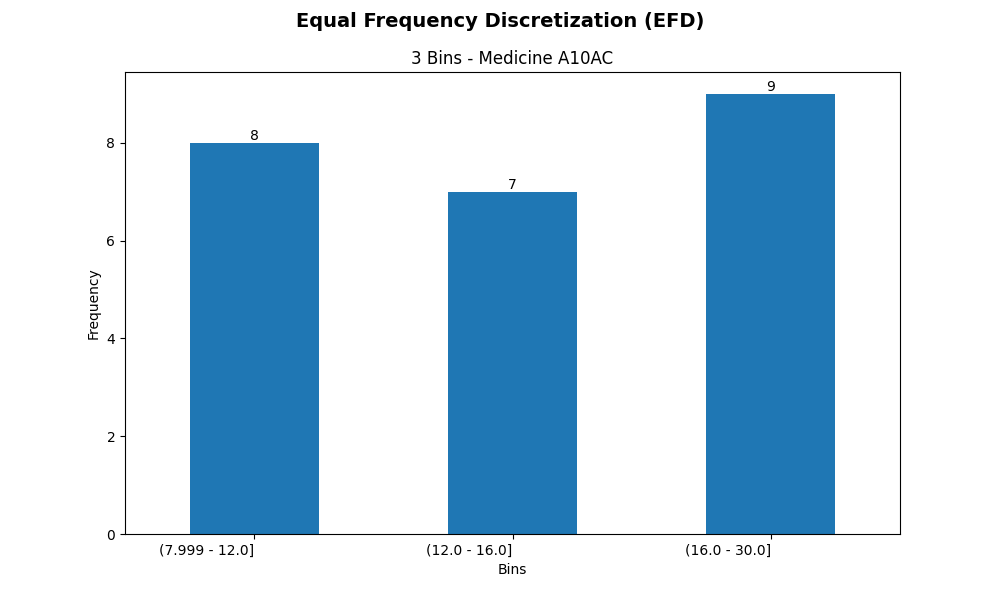 Equal Frequency Discretization (EFD)
3 Bins - Medicine A10AC
9
8
7
8
6
4
2
0
Frequency
(7.999 - 12.0]
(12.0 - 16.0]
(16.0 - 30.0]
Bins